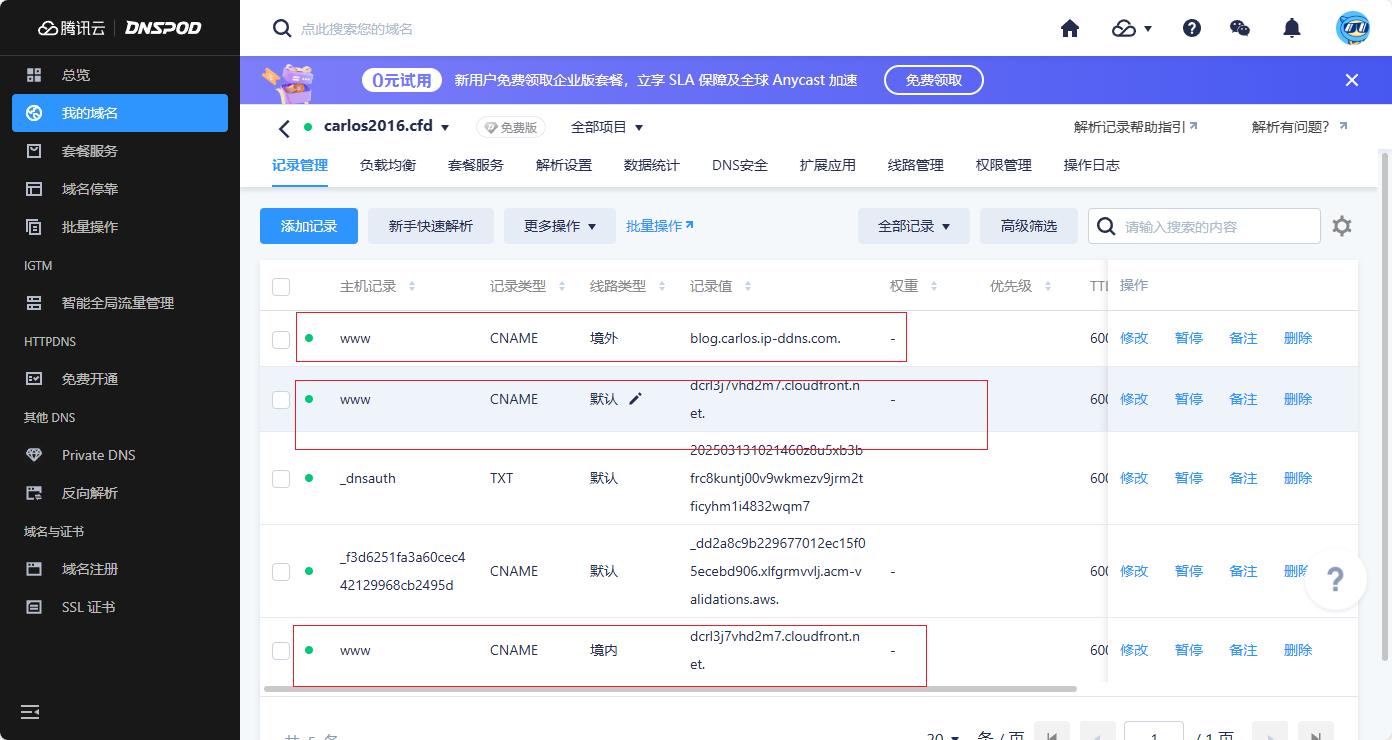 腾讯云 DNSPOD
点此搜索您的域名
总览
我的域名
套餐服务
域名停靠
批量操作
IGTM
智能全局流量管理
HTTPDNS
免费开通
其他 DNS
Private DNS
反向解析
域名与证书
域名注册
SSL 证书
0元试用 新用户免费领取企业版套餐，立享 SLA 保障及全球 Anycast 加速 免费领取
carlos2016.cfd 免费版 全部项目 解析记录帮助指引 解析有问题?
记录管理 负载均衡 套餐服务 解析设置 数据统计 DNS安全 扩展应用 线路管理 权限管理 操作日志
添加记录 新手快速解析 更多操作 批量操作 全部记录 高级筛选 请输入搜索的内容
主机记录 记录类型 线路类型 记录值 权重 优先级 TTL 操作
www CNAME 境外 blog.carlos.ip-ddns.com. - 600 修改 暂停 备注 删除
dcrl3j7vhd2m7.cloudfront.n
www CNAME 默认 - 600 修改 暂停 备注 删除
et.
202503131021460z8u5xb3b
_dnsauth TXT 默认 frc8kuntj00v9wkmezv9jrm2t 600 修改 暂停 备注 删除
ficyhm1i4832wqm7
_dd2a8c9b229677012ec15f0
_f3d6251fa3a60cec4
CNAME 默认 5ecebd906.xlfgrmvvlj.acm-v - 600 修改 暂停 备注 删除
42129968cb2495d
alidations.aws.
dcrl3j7vhd2m7.cloudfront.n
www CNAME 境内 - 600 修改 暂停 备注 删除
et.
共 5 条 20 条 / 页 1 / 1 页
?